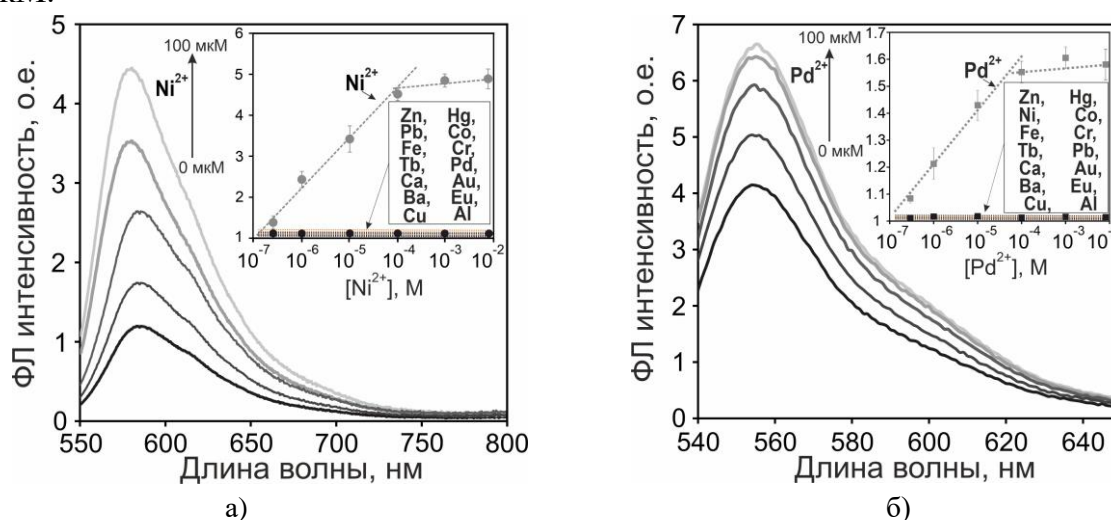 мкМ.
5
4
3
2
1
0
ФЛ интенсивность, о.е.
100 мкМ
Ni2+
0 мкМ
6
5
4
3
2
1
Ni2+
Zn, Hg,
Pb, Co,
Fe, Cr,
Tb, Pd,
Ca, Au,
Ba, Eu,
Cu Al
10-7 10-6 10-5 10-4 10-3 10-2
[Ni2+], M
550 600 650 700 750 800
Длина волны, нм
а)
7
6
5
4
3
2
1
0
ФЛ интенсивность, о.е.
100 мкМ
Pd2+
0 мкМ
1.7
1.6
1.5
1.4
1.3
1.2
1.1
1
Pd2+
Zn, Hg,
Ni, Co,
Fe, Cr,
Tb, Pb,
Ca, Au,
Ba, Eu,
Cu, Al
10-7 10-6 10-5 10-4 10-3 10-2
[Pd2+], M
540 560 580 600 620 640
Длина волны, нм
б)